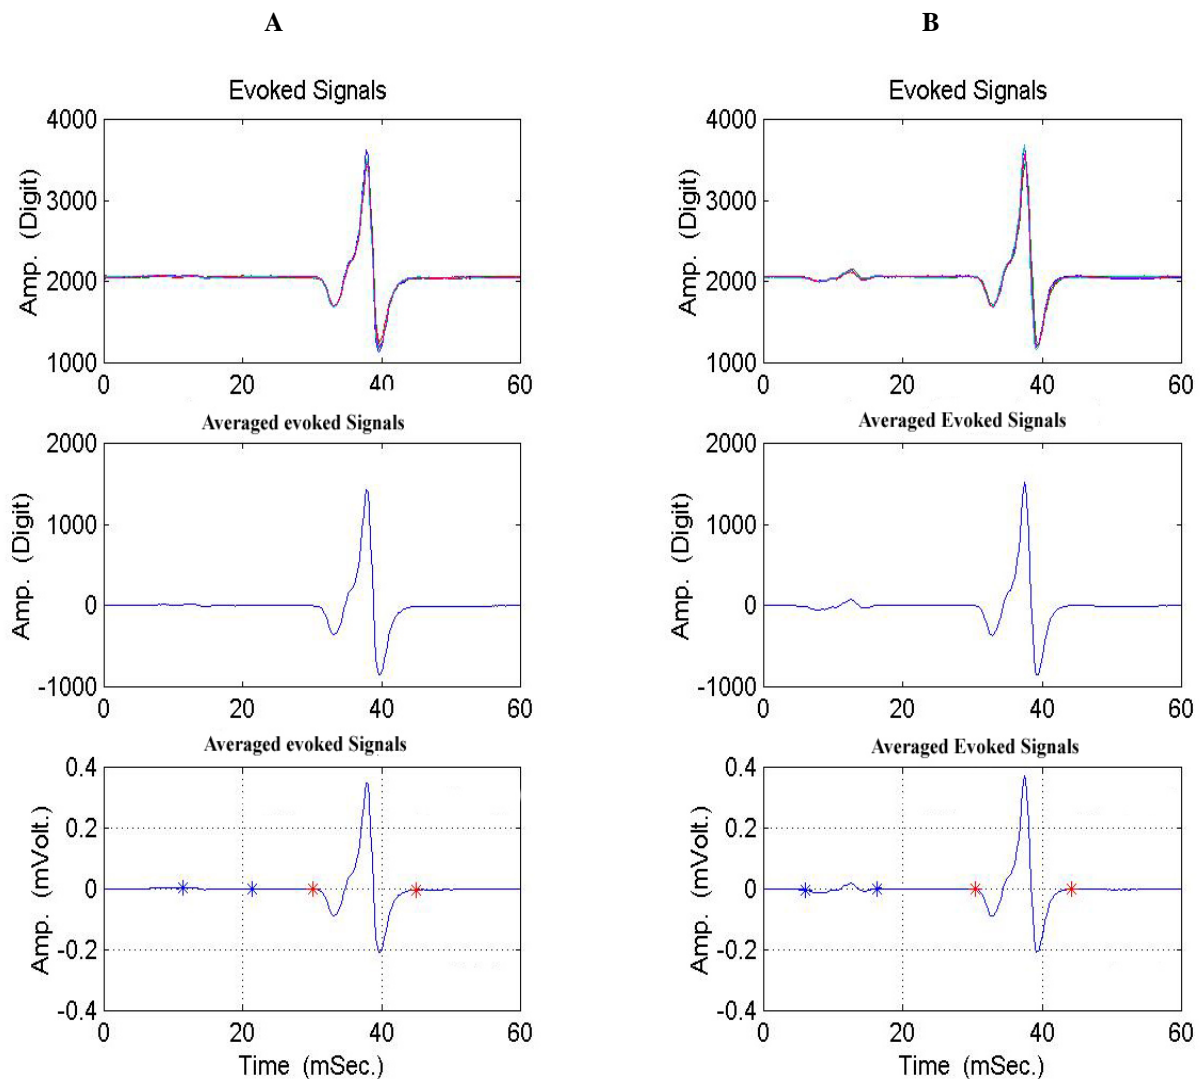 A
B
Evoked Signals
4000
3000
2000
1000
Amp. (Digit)
0 20 40 60
Averaged evoked Signals
2000
1000
0
-1000
Amp. (Digit)
0 20 40 60
Averaged evoked Signals
0.4
0.2
0
-0.2
-0.4
Amp. (mVolt.)
0 20 40 60
Time (mSec.)
Evoked Signals
4000
3000
2000
1000
Amp. (Digit)
0 20 40 60
Averaged Evoked Signals
2000
1000
0
-1000
Amp. (Digit)
0 20 40 60
Averaged Evoked Signals
0.4
0.2
0
-0.2
-0.4
Amp. (mVolt.)
0 20 40 60
Time (mSec.)